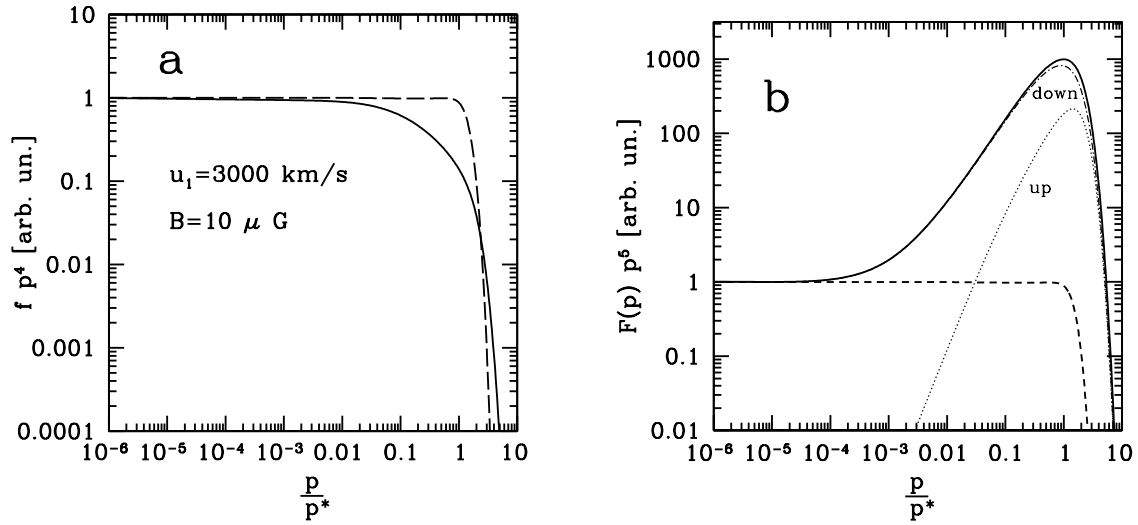 a
u₁=3000 km/s
B=10 μ G
f p⁴ [arb. un.]
10
1
0.1
0.01
0.001
0.0001
10⁻⁶ 10⁻⁵ 10⁻⁴ 10⁻³ 0.01 0.1 1 10
p
p*
b
down
up
F(p) p⁵ [arb. un.]
1000
100
10
1
0.1
0.01
10⁻⁶ 10⁻⁵ 10⁻⁴ 10⁻³ 0.01 0.1 1 10
p
p*